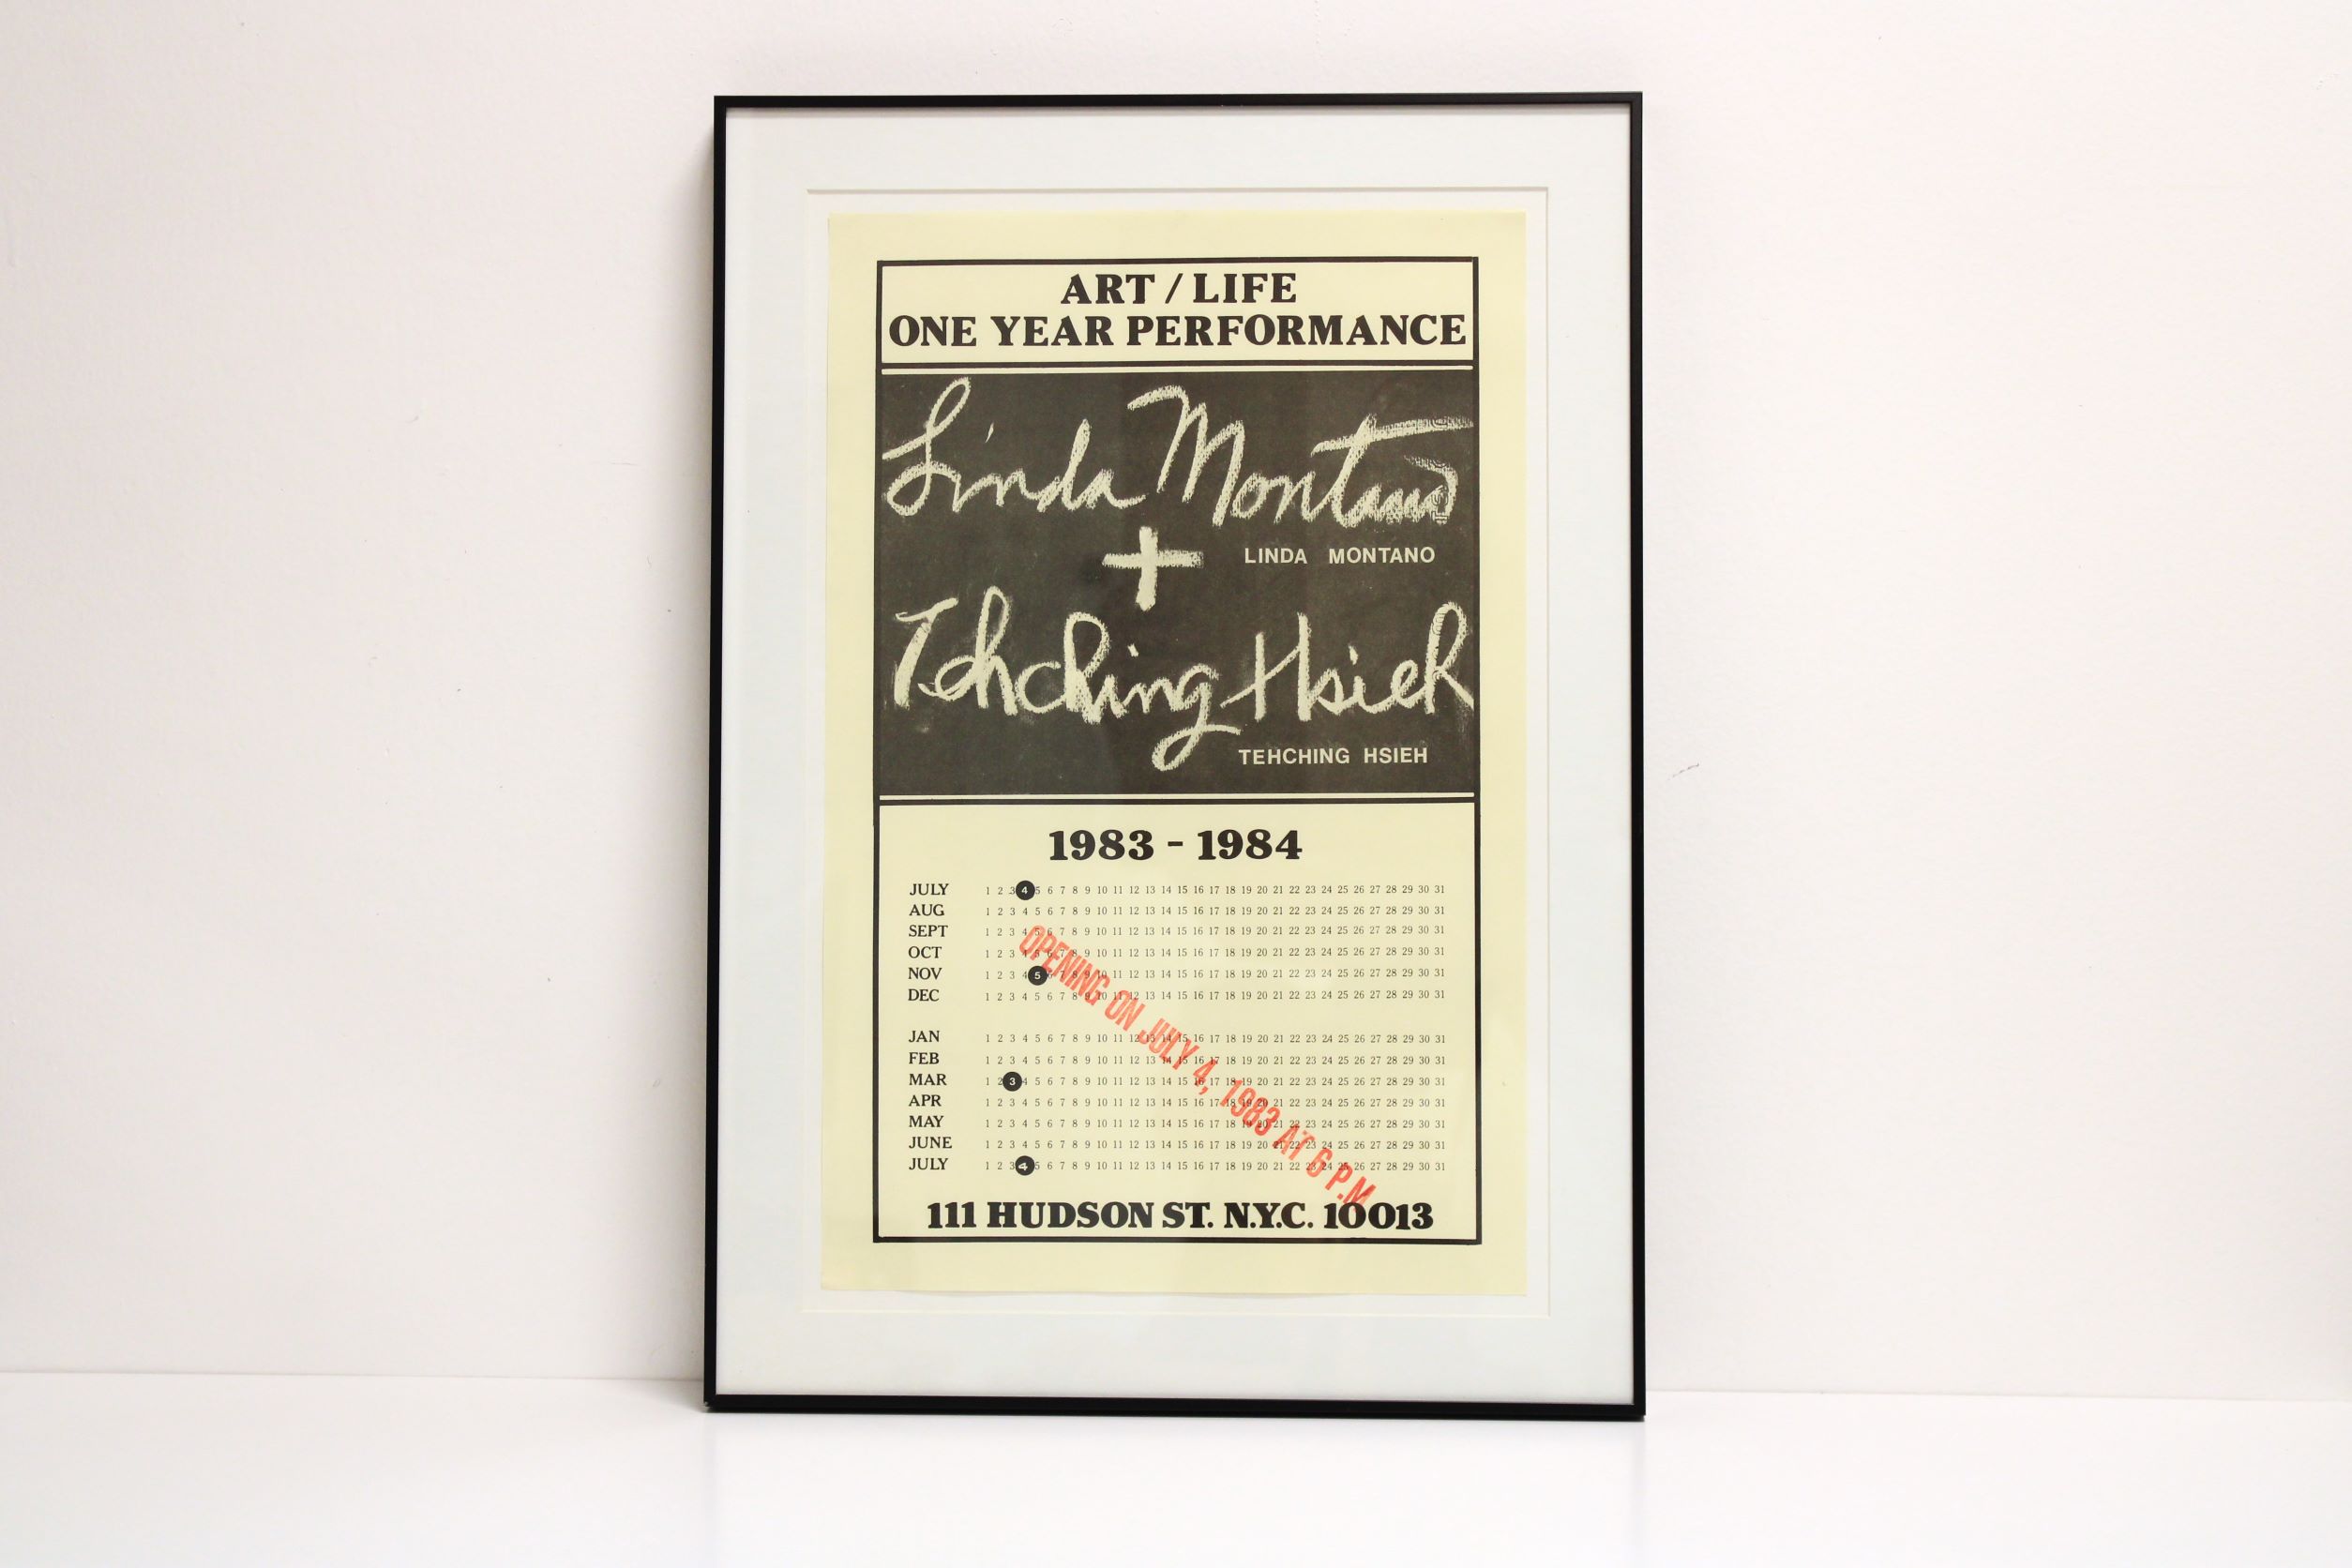 ART / LIFE
ONE YEAR PERFORMANCE
Linda Montano
+
LINDA MONTANO
Tehching Hsieh
TEHCHING HSIEH
1983 - 1984
JULY 1 2 3 4 5 6 7 8 9 10 11 12 13 14 15 16 17 18 19 20 21 22 23 24 25 26 27 28 29 30 31
AUG 1 2 3 4 5 6 7 8 9 10 11 12 13 14 15 16 17 18 19 20 21 22 23 24 25 26 27 28 29 30 31
SEPT 1 2 3 4 5 6 7 8 9 10 11 12 13 14 15 16 17 18 19 20 21 22 23 24 25 26 27 28 29 30 31
OCT 1 2 3 4 5 6 7 8 9 10 11 12 13 14 15 16 17 18 19 20 21 22 23 24 25 26 27 28 29 30 31
NOV 1 2 3 4 5 6 7 8 9 10 11 12 13 14 15 16 17 18 19 20 21 22 23 24 25 26 27 28 29 30 31
DEC 1 2 3 4 5 6 7 8 9 10 11 12 13 14 15 16 17 18 19 20 21 22 23 24 25 26 27 28 29 30 31
OPENING ON JULY 4, 1983 AT 6 P.M
JAN 1 2 3 4 5 6 7 8 9 10 11 12 13 14 15 16 17 18 19 20 21 22 23 24 25 26 27 28 29 30 31
FEB 1 2 3 4 5 6 7 8 9 10 11 12 13 14 15 16 17 18 19 20 21 22 23 24 25 26 27 28 29 30 31
MAR 1 2 3 4 5 6 7 8 9 10 11 12 13 14 15 16 17 18 19 20 21 22 23 24 25 26 27 28 29 30 31
APR 1 2 3 4 5 6 7 8 9 10 11 12 13 14 15 16 17 18 19 20 21 22 23 24 25 26 27 28 29 30 31
MAY 1 2 3 4 5 6 7 8 9 10 11 12 13 14 15 16 17 18 19 20 21 22 23 24 25 26 27 28 29 30 31
JUNE 1 2 3 4 5 6 7 8 9 10 11 12 13 14 15 16 17 18 19 20 21 22 23 24 25 26 27 28 29 30 31
JULY 1 2 3 4 5 6 7 8 9 10 11 12 13 14 15 16 17 18 19 20 21 22 23 24 25 26 27 28 29 30 31
111 HUDSON ST. N.Y.C. 10013